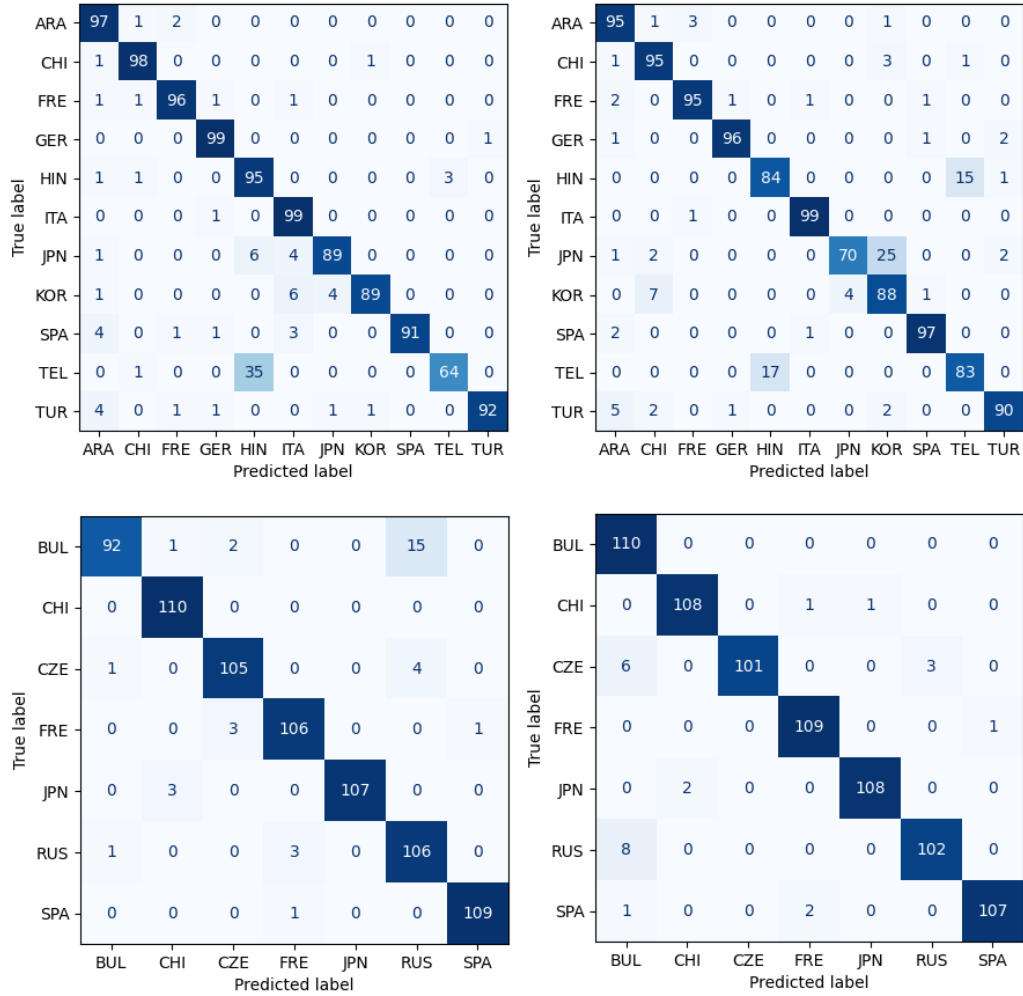 ARA 97 1 2 0 0 0 0 0 0 0 0
CHI 1 98 0 0 0 0 0 1 0 0 0
FRE 1 1 96 1 0 1 0 0 0 0 0
GER 0 0 0 99 0 0 0 0 0 0 1
HIN 1 1 0 0 95 0 0 0 0 3 0
ITA 0 0 0 1 0 99 0 0 0 0 0
JPN 1 0 0 0 6 4 89 0 0 0 0
KOR 1 0 0 0 0 6 4 89 0 0 0
SPA 4 0 1 1 0 3 0 0 91 0 0
TEL 0 1 0 0 35 0 0 0 0 64 0
TUR 4 0 1 1 0 0 1 1 0 0 92
ARA CHI FRE GER HIN ITA JPN KOR SPA TEL TUR
Predicted label
True label
ARA 95 1 3 0 0 0 0 1 0 0 0
CHI 1 95 0 0 0 0 0 3 0 1 0
FRE 2 0 95 1 0 1 0 0 1 0 0
GER 1 0 0 96 0 0 0 0 1 0 2
HIN 0 0 0 0 84 0 0 0 0 15 1
ITA 0 0 1 0 0 99 0 0 0 0 0
JPN 1 2 0 0 0 0 70 25 0 0 2
KOR 0 7 0 0 0 0 4 88 1 0 0
SPA 2 0 0 0 0 1 0 0 97 0 0
TEL 0 0 0 0 17 0 0 0 0 83 0
TUR 5 2 0 1 0 0 0 2 0 0 90
ARA CHI FRE GER HIN ITA JPN KOR SPA TEL TUR
Predicted label
True label
BUL 92 1 2 0 0 15 0
CHI 0 110 0 0 0 0 0
CZE 1 0 105 0 0 4 0
FRE 0 0 3 106 0 0 1
JPN 0 3 0 0 107 0 0
RUS 1 0 0 3 0 106 0
SPA 0 0 0 1 0 0 109
BUL CHI CZE FRE JPN RUS SPA
Predicted label
True label
BUL 110 0 0 0 0 0 0
CHI 0 108 0 1 1 0 0
CZE 6 0 101 0 0 3 0
FRE 0 0 0 109 0 0 1
JPN 0 2 0 0 108 0 0
RUS 8 0 0 0 0 102 0
SPA 1 0 0 2 0 0 107
BUL CHI CZE FRE JPN RUS SPA
Predicted label
True label